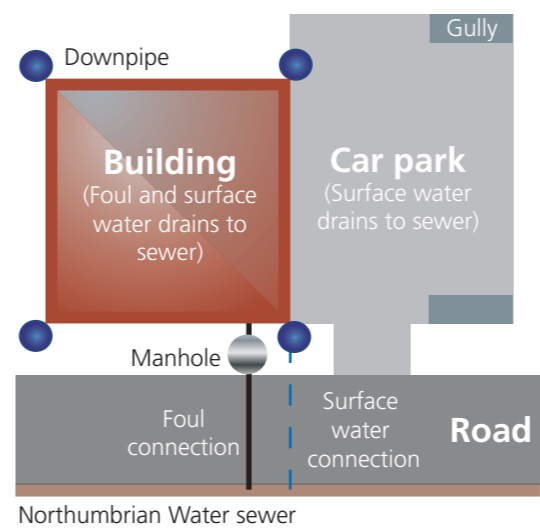 Gully
Downpipe
Building
(Foul and surface
water drains to
sewer)
Car park
(Surface water
drains to sewer)
Manhole
Foul
connection
Surface
water
connection
Road
Northumbrian Water sewer